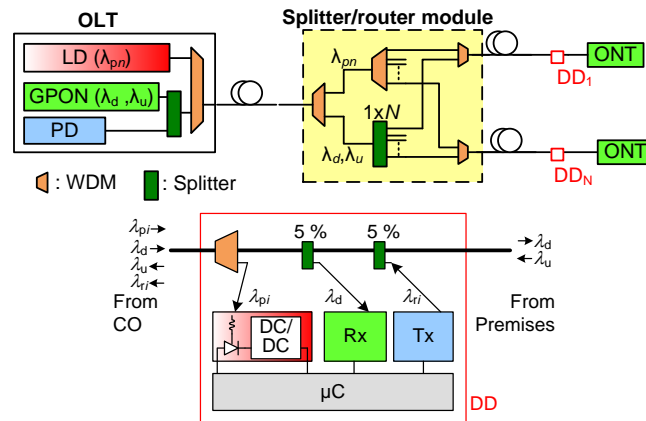 OLT
Splitter/router module
LD (λpn)
GPON (λd ,λu)
PD
λpn
1xN
λd,λu
ONT
DD1
ONT
DDN
: WDM
: Splitter
λpi
λd
λu
λri
From
CO
5 %
5 %
λd
λu
From
Premises
λpi
λd
λri
DC/
DC
Rx
Tx
µC
DD